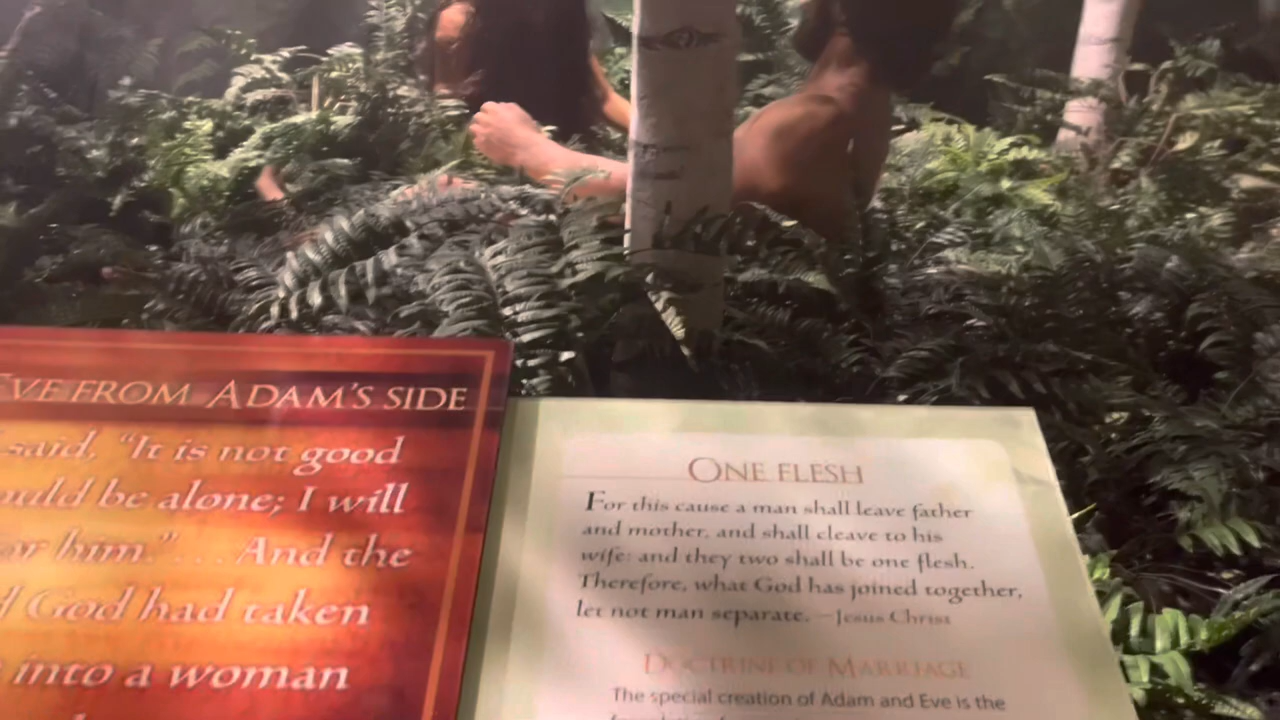 EVE FROM ADAM'S SIDE
said, "It is not good
be alone; I will
him." ... And the
God had taken
into a woman
ONE FLESH
For this cause a man shall leave father
and mother, and shall cleave to his
wife: and they two shall be one flesh.
Therefore, what God has joined together,
let not man separate. —Jesus Christ
DOCTRINE OF MARRIAGE
The special creation of Adam and Eve is the